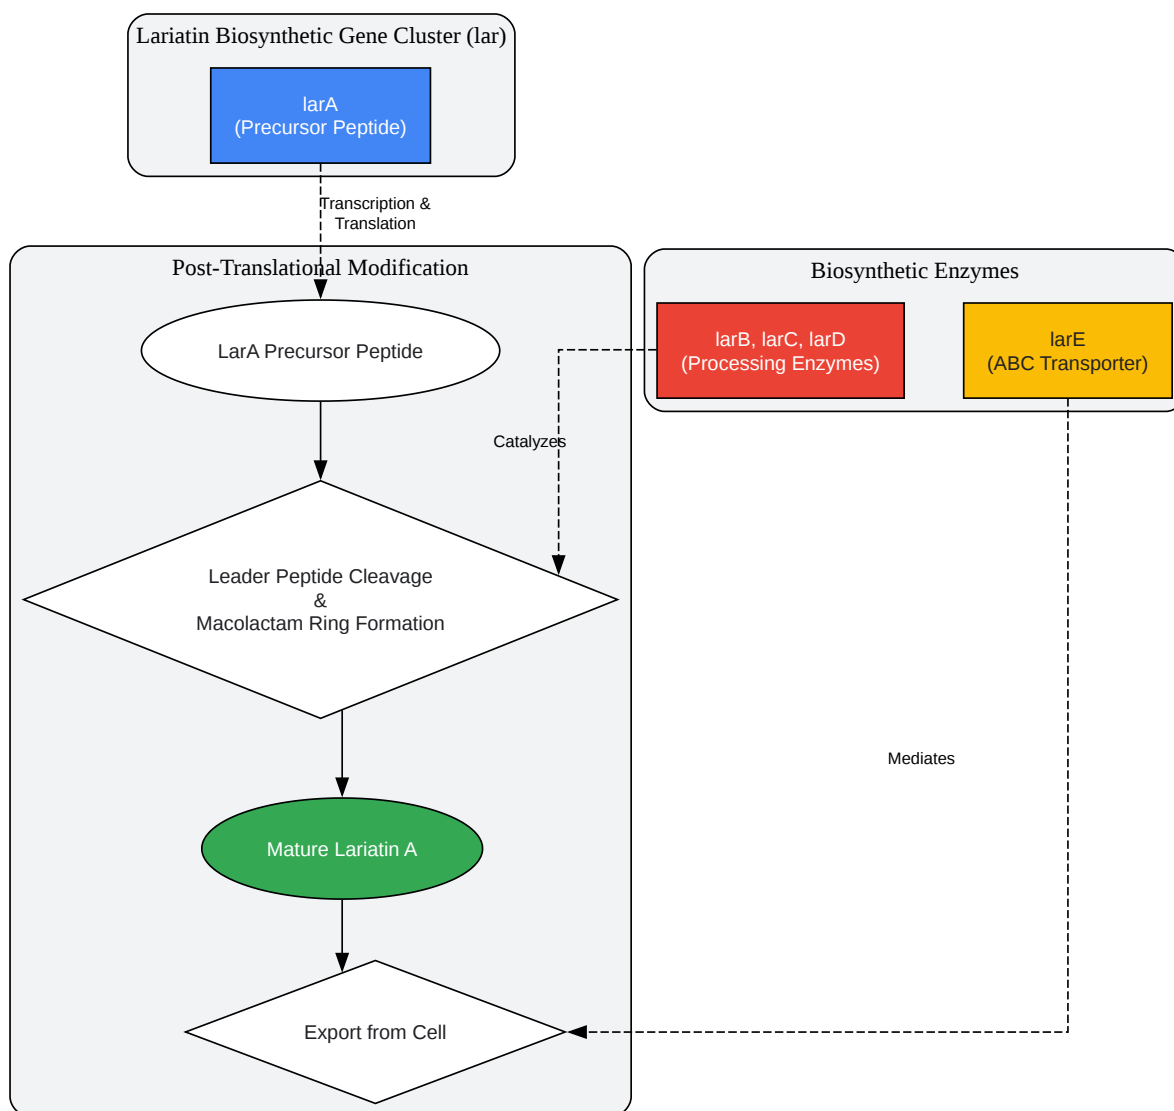 Lariatin Biosynthetic Gene Cluster (lar)
larA
(Precursor Peptide)
Transcription &
Translation
Post-Translational Modification
LarA Precursor Peptide
Biosynthetic Enzymes
larB, larC, larD
(Processing Enzymes)
larE
(ABC Transporter)
Catalyzes
Leader Peptide Cleavage
&
Macolactam Ring Formation
Mediates
Mature Lariatin A
Export from Cell